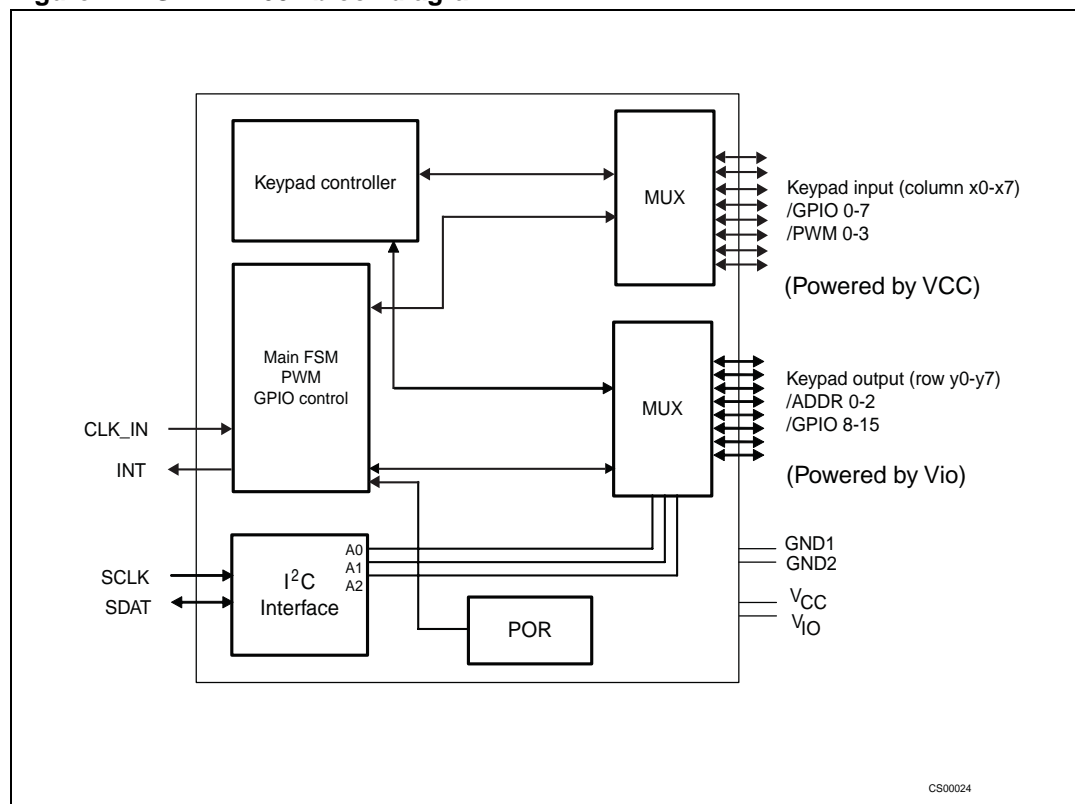 Keypad controller
MUX
Keypad input (column x0-x7)
/GPIO 0-7
/PWM 0-3
(Powered by VCC)
Main FSM
PWM
GPIO control
MUX
Keypad output (row y0-y7)
/ADDR 0-2
/GPIO 8-15
(Powered by Vio)
CLK_IN
INT
SCLK
SDAT
I²C
Interface
A0
A1
A2
POR
GND1
GND2
VCC
VIO
CS00024